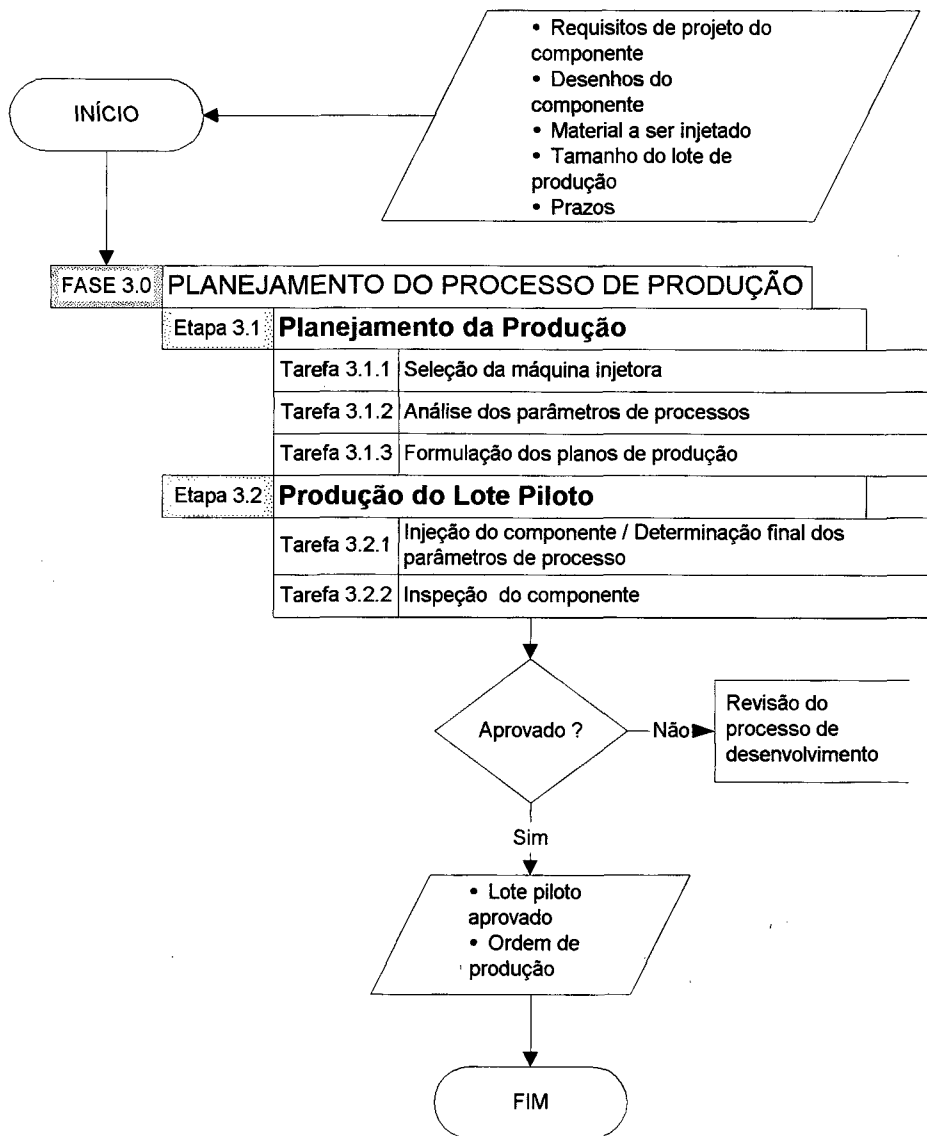 • Requisitos de projeto do
componente
• Desenhos do
componente
• Material a ser injetado
• Tamanho do lote de
produção
• Prazos
INÍCIO
FASE 3.0 PLANEJAMENTO DO PROCESSO DE PRODUÇÃO
Etapa 3.1 Planejamento da Produção
Tarefa 3.1.1 Seleção da máquina injetora
Tarefa 3.1.2 Análise dos parâmetros de processos
Tarefa 3.1.3 Formulação dos planos de produção
Etapa 3.2 Produção do Lote Piloto
Tarefa 3.2.1 Injeção do componente / Determinação final dos
parâmetros de processo
Tarefa 3.2.2 Inspeção do componente
Aprovado ?
Não
Revisão do
processo de
desenvolvimento
Sim
• Lote piloto
aprovado
• Ordem de
produção
FIM